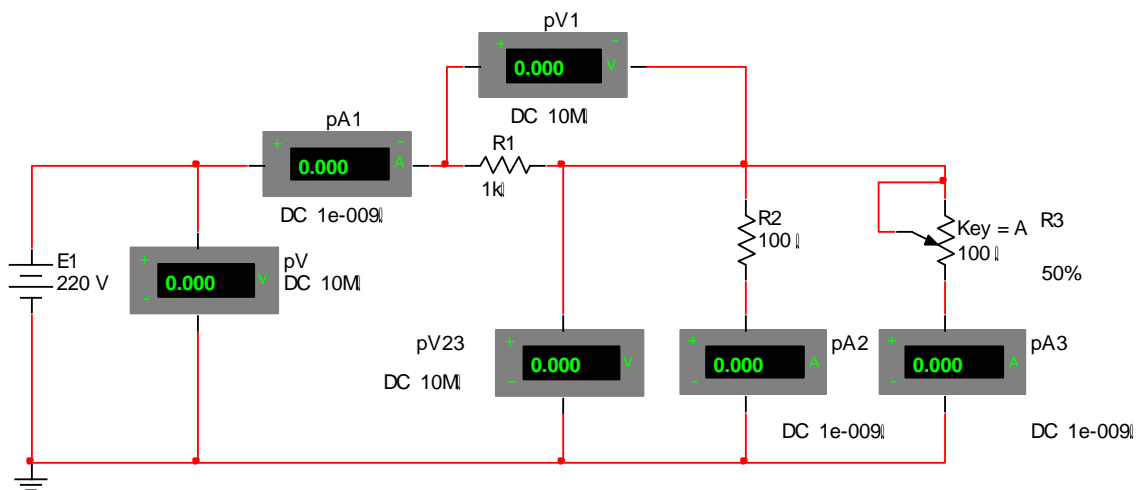 pV1
+ −
0.000 V
DC 10M
pA1
+ −
0.000 A
DC 1e-009
R1
1k
E1
220 V
+
0.000 V
−
pV
DC 10M
R2
100
Key = A
100
R3
50%
pV23
DC 10M
+
0.000 V
−
+
0.000 A
−
pA2
DC 1e-009
+
0.000 A
−
pA3
DC 1e-009